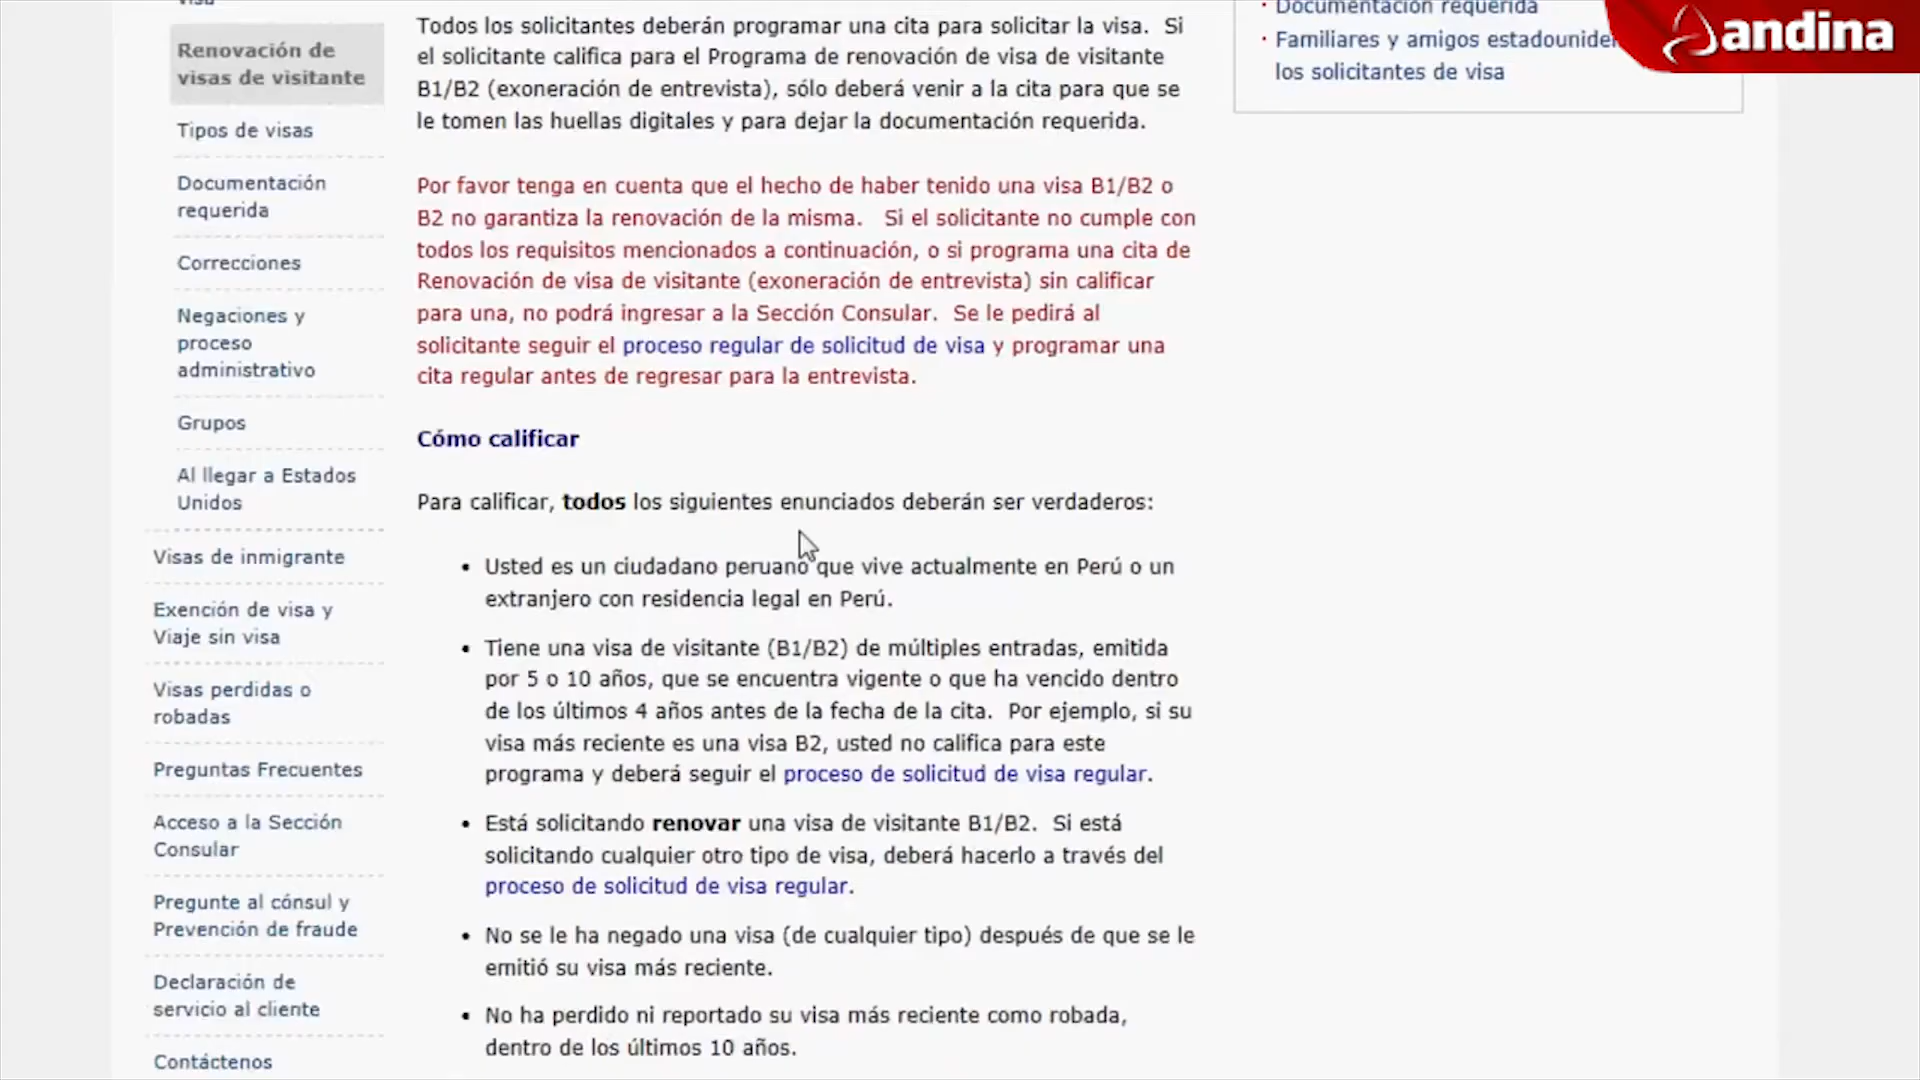 Renovación de
visas de visitante
Tipos de visas
Documentación
requerida
Correcciones
Negaciones y
proceso
administrativo
Grupos
Al llegar a Estados
Unidos
Visas de inmigrante
Exención de visa y
Viaje sin visa
Visas perdidas o
robadas
Preguntas Frecuentes
Acceso a la Sección
Consular
Pregunte al cónsul y
Prevención de fraude
Declaración de
servicio al cliente
Contáctenos
Todos los solicitantes deberán programar una cita para solicitar la visa. Si
el solicitante califica para el Programa de renovación de visa de visitante
B1/B2 (exoneración de entrevista), sólo deberá venir a la cita para que se
le tomen las huellas digitales y para dejar la documentación requerida.
Por favor tenga en cuenta que el hecho de haber tenido una visa B1/B2 o
B2 no garantiza la renovación de la misma. Si el solicitante no cumple con
todos los requisitos mencionados a continuación, o si programa una cita de
Renovación de visa de visitante (exoneración de entrevista) sin calificar
para una, no podrá ingresar a la Sección Consular. Se le pedirá al
solicitante seguir el proceso regular de solicitud de visa y programar una
cita regular antes de regresar para la entrevista.
Cómo calificar
Para calificar, todos los siguientes enunciados deberán ser verdaderos:
• Usted es un ciudadano peruano que vive actualmente en Perú o un
extranjero con residencia legal en Perú.
• Tiene una visa de visitante (B1/B2) de múltiples entradas, emitida
por 5 o 10 años, que se encuentra vigente o que ha vencido dentro
de los últimos 4 años antes de la fecha de la cita. Por ejemplo, si su
visa más reciente es una visa B2, usted no califica para este
programa y deberá seguir el proceso de solicitud de visa regular.
• Está solicitando renovar una visa de visitante B1/B2. Si está
solicitando cualquier otro tipo de visa, deberá hacerlo a través del
proceso de solicitud de visa regular.
• No se le ha negado una visa (de cualquier tipo) después de que se le
emitió su visa más reciente.
• No ha perdido ni reportado su visa más reciente como robada,
dentro de los últimos 10 años.
Documentación requerida
Familiares y amigos
los solicitantes de visa
andina